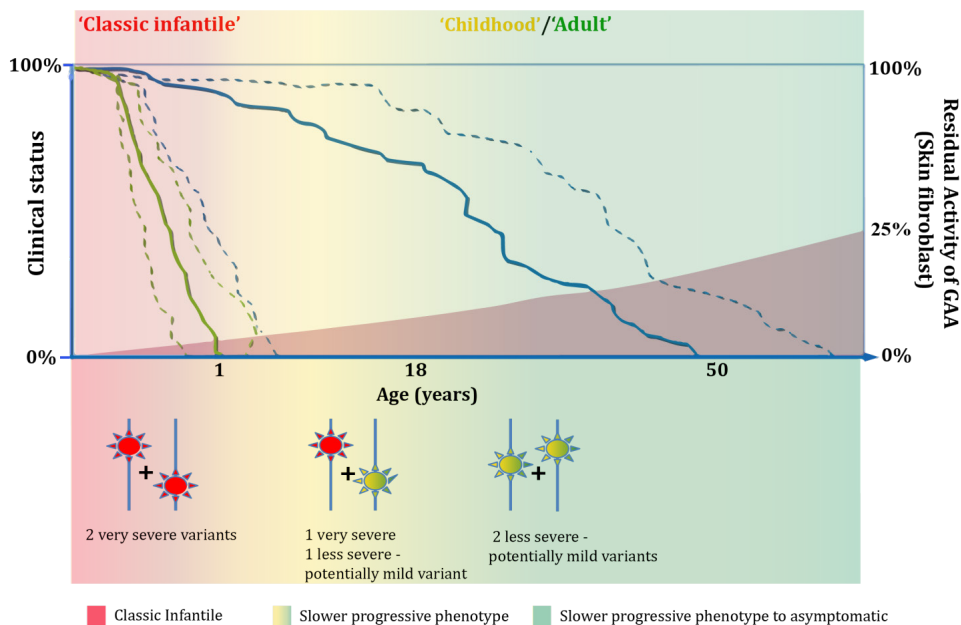 ‘Classic infantile’
‘Childhood’/‘Adult’
100%
100%
Clinical status
Residual Activity of GAA
(Skin fibroblast)
25%
0%
0%
1
18
50
Age (years)
+
+
+
2 very severe variants
1 very severe
1 less severe -
potentially mild variant
2 less severe -
potentially mild variants
Classic Infantile
Slower progressive phenotype
Slower progressive phenotype to asymptomatic